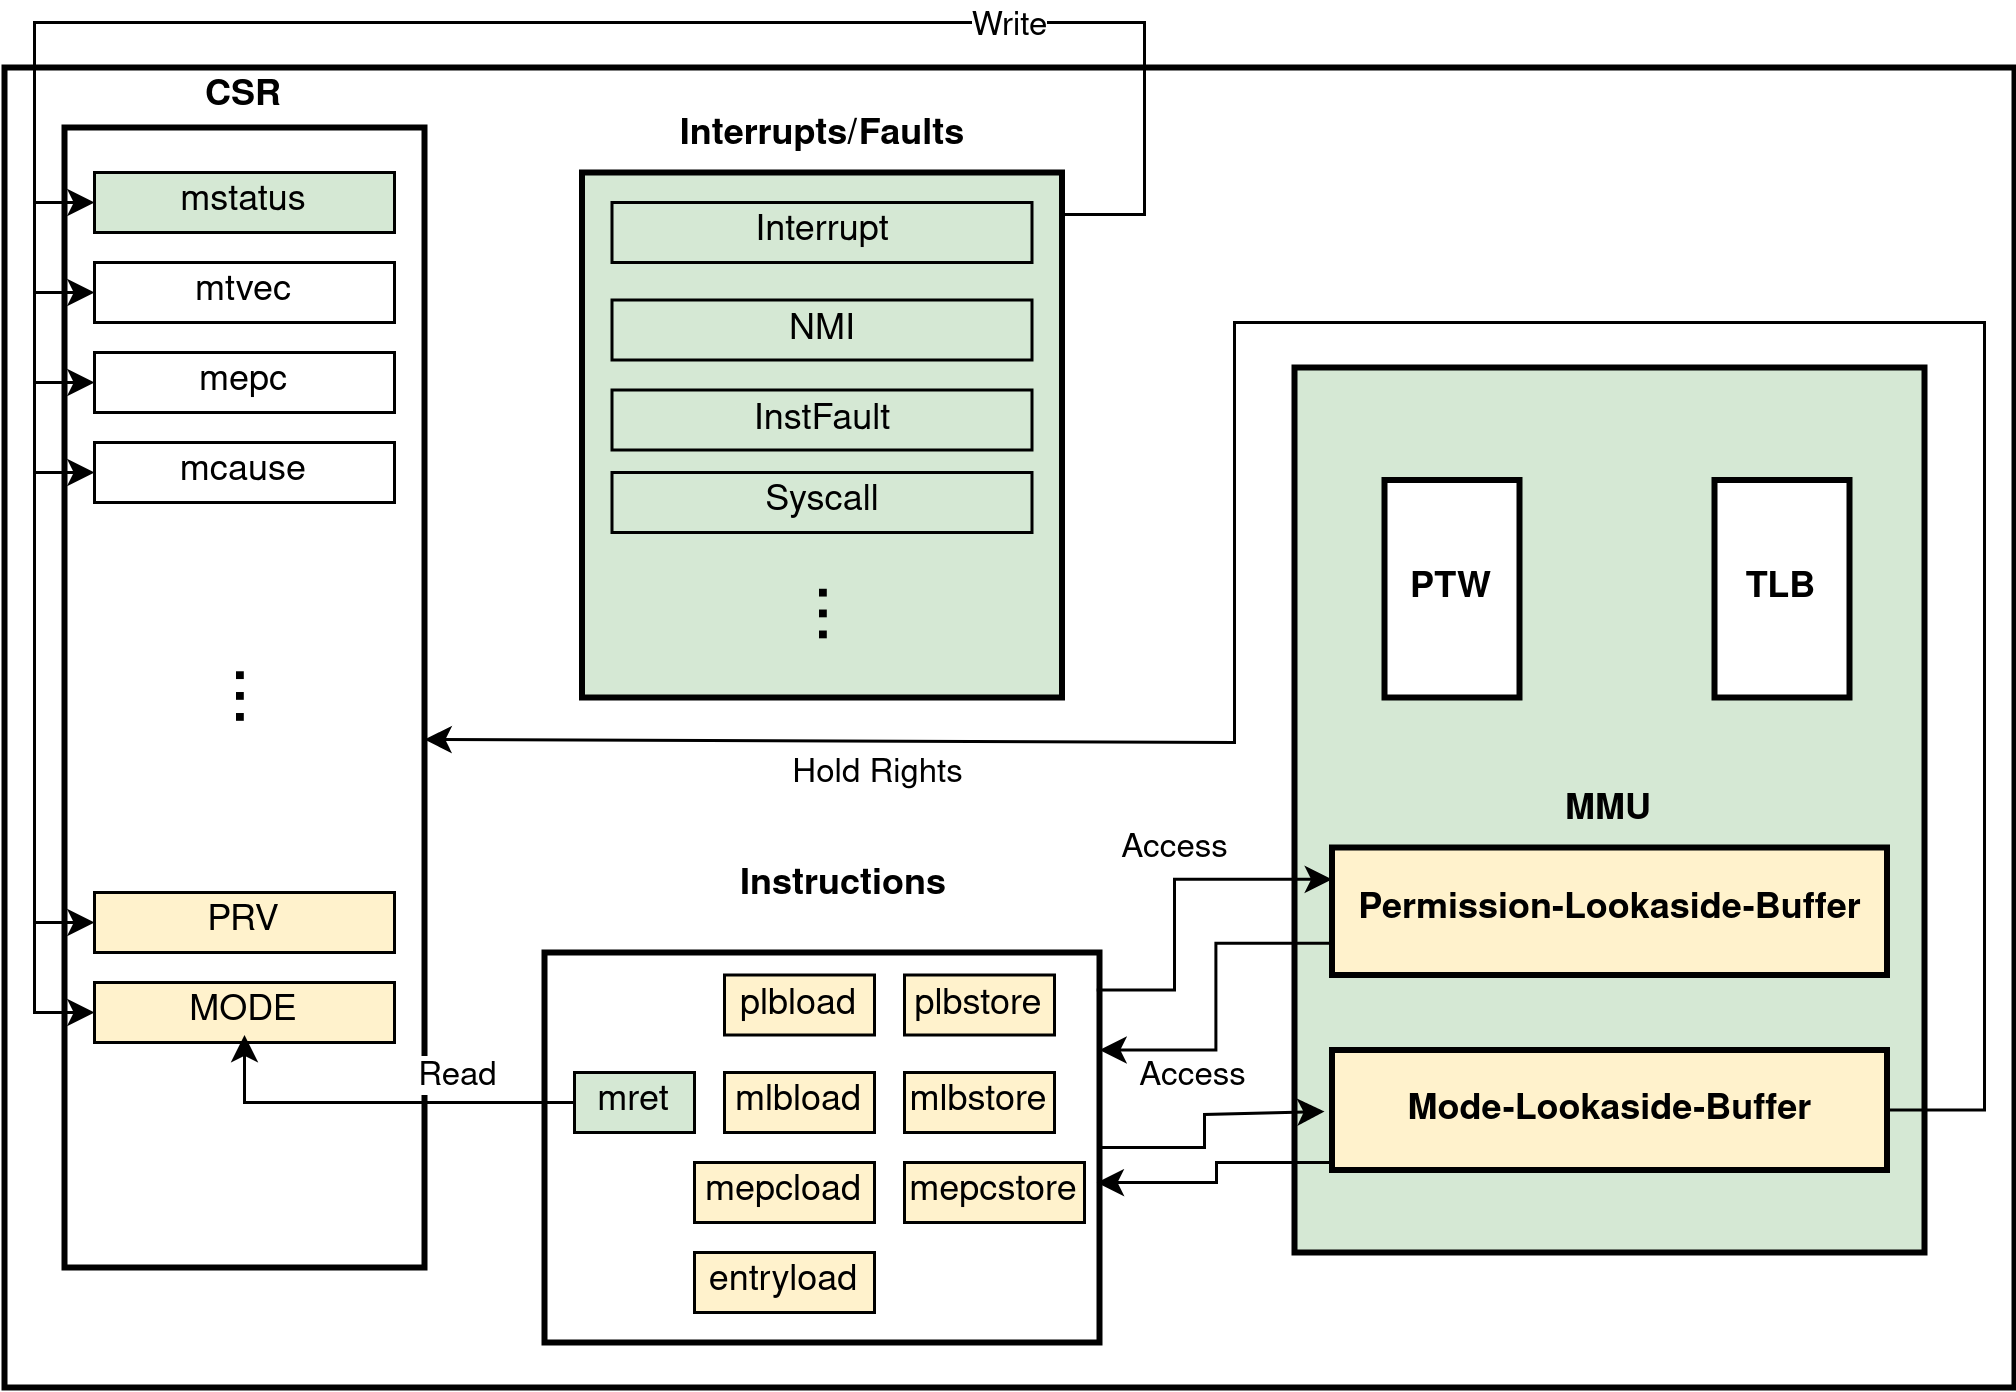 Write
CSR
mstatus
mtvec
mepc
mcause
PRV
MODE
Interrupts/Faults
Interrupt
NMI
InstFault
Syscall
PTW
TLB
MMU
Permission-Lookaside-Buffer
Mode-Lookaside-Buffer
Hold Rights
Access
Access
Read
Instructions
plbload
plbstore
mret
mlbload
mlbstore
mepcload
mepcstore
entryload